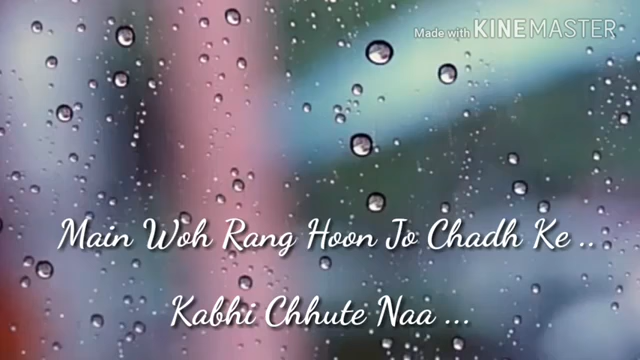 Made with KINEMASTER
Main Woh Rang Hoon Jo Chadh Ke ..
Kabhi Chhute Naa ...